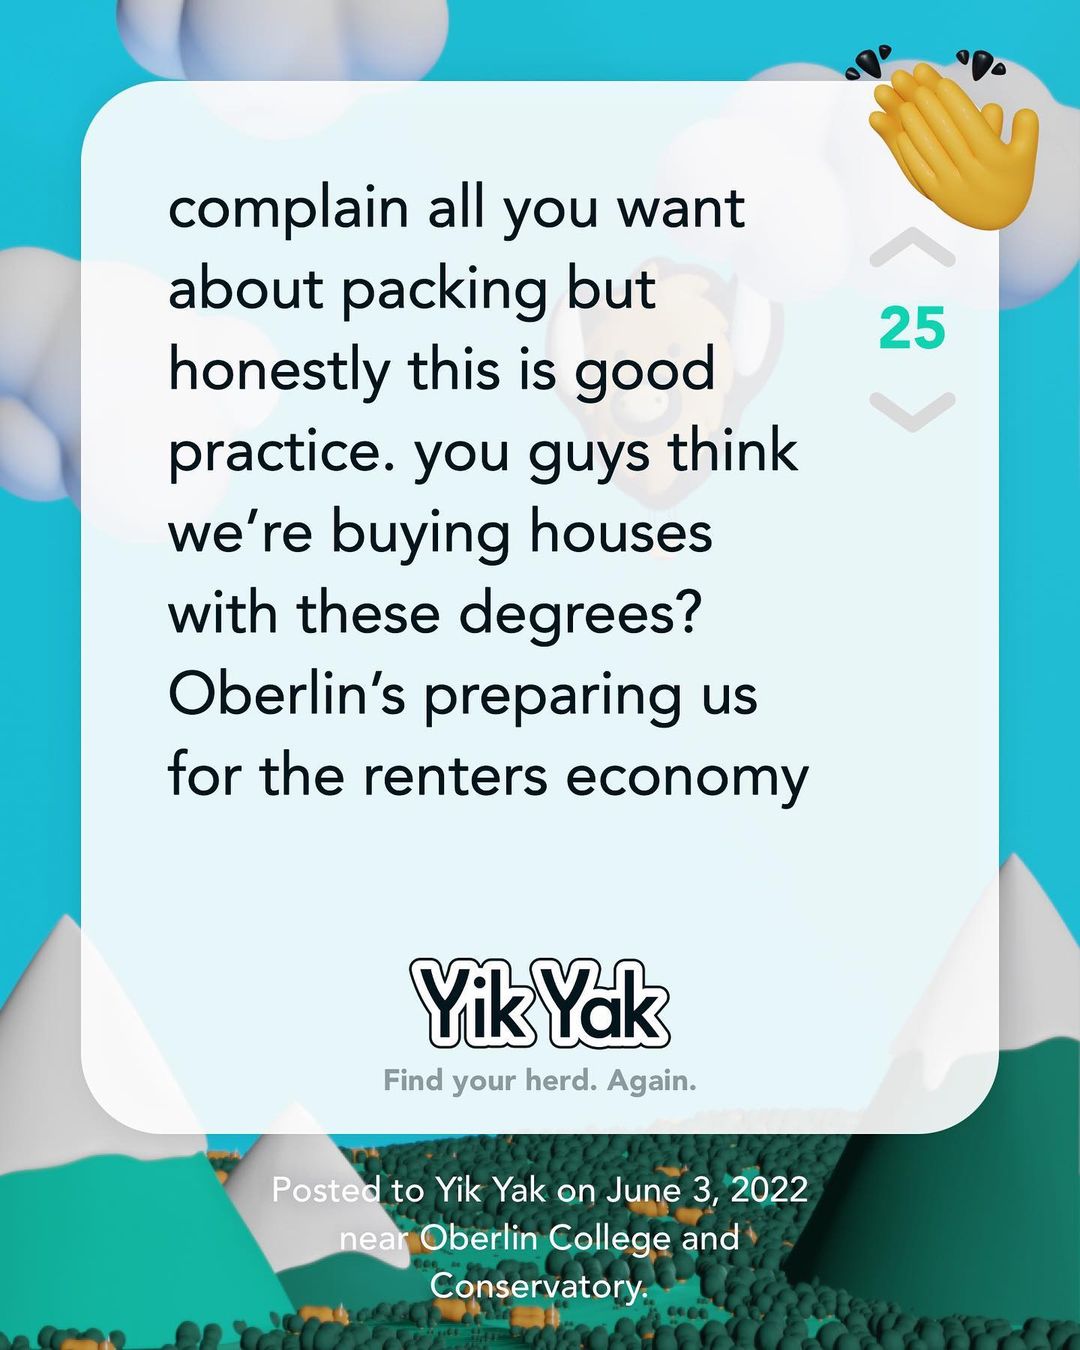 complain all you want
about packing but
honestly this is good
practice. you guys think
we’re buying houses
with these degrees?
Oberlin’s preparing us
for the renters economy
25
Yik Yak
Find your herd. Again.
Posted to Yik Yak on June 3, 2022
near Oberlin College and
Conservatory.